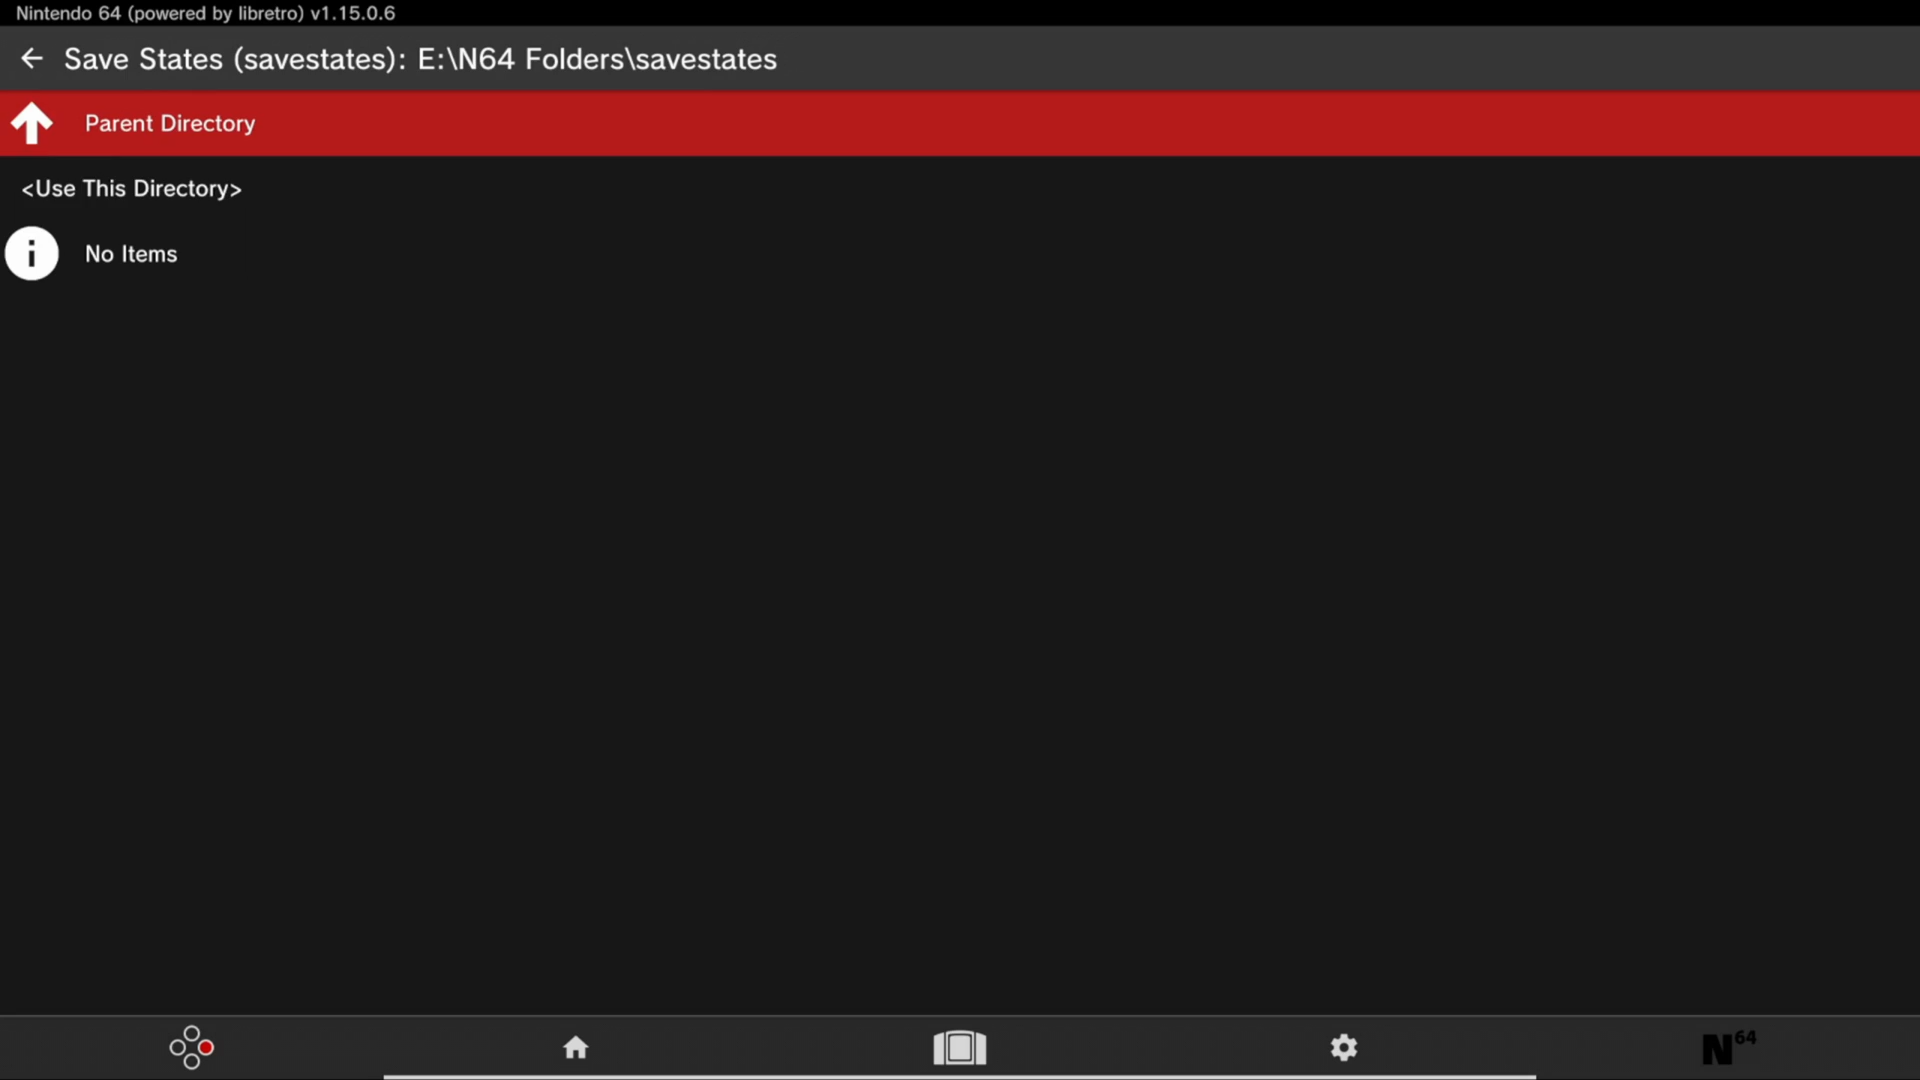 Nintendo 64 (powered by libretro) v1.15.0.6
Save States (savestates): E:\N64 Folders\savestates
Parent Directory
<Use This Directory>
No Items
N64